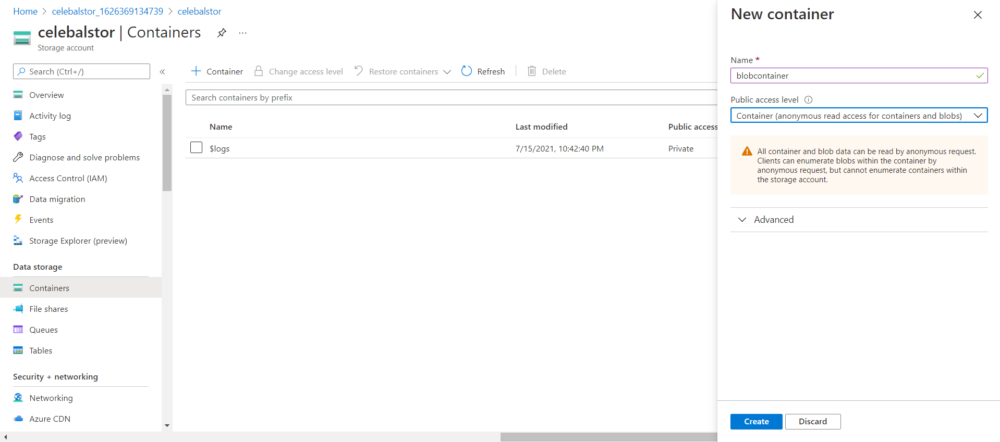 Home > celebalstor_1626369134739 > celebalstor
celebalstor | Containers
Storage account
Search (Ctrl+/)
«
Overview
Activity log
Tags
Diagnose and solve problems
Access Control (IAM)
Data migration
Events
Storage Explorer (preview)
Data storage
Containers
File shares
Queues
Tables
Security + networking
Networking
Azure CDN
+ Container Change access level Restore containers Refresh | Delete
Search containers by prefix
Name Last modified Public access
$logs 7/15/2021, 10:42:40 PM Private
New container
Name *
blobcontainer
Public access level
Container (anonymous read access for containers and blobs)
All container and blob data can be read by anonymous request.
Clients can enumerate blobs within the container by
anonymous request, but cannot enumerate containers within
the storage account.
Advanced
Create Discard